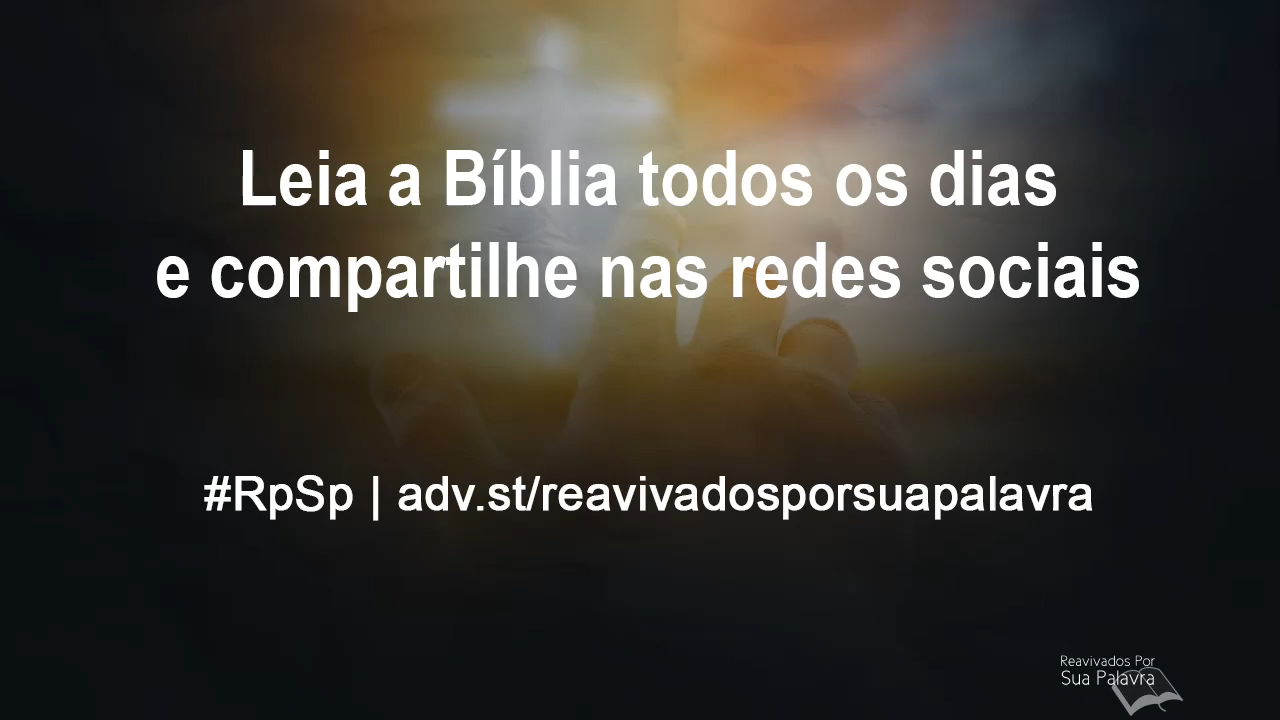 Leia a Bíblia todos os dias
e compartilhe nas redes sociais
#RpSp | adv.st/reavivadosporsuapalavra
Reavivados Por
Sua Palavra